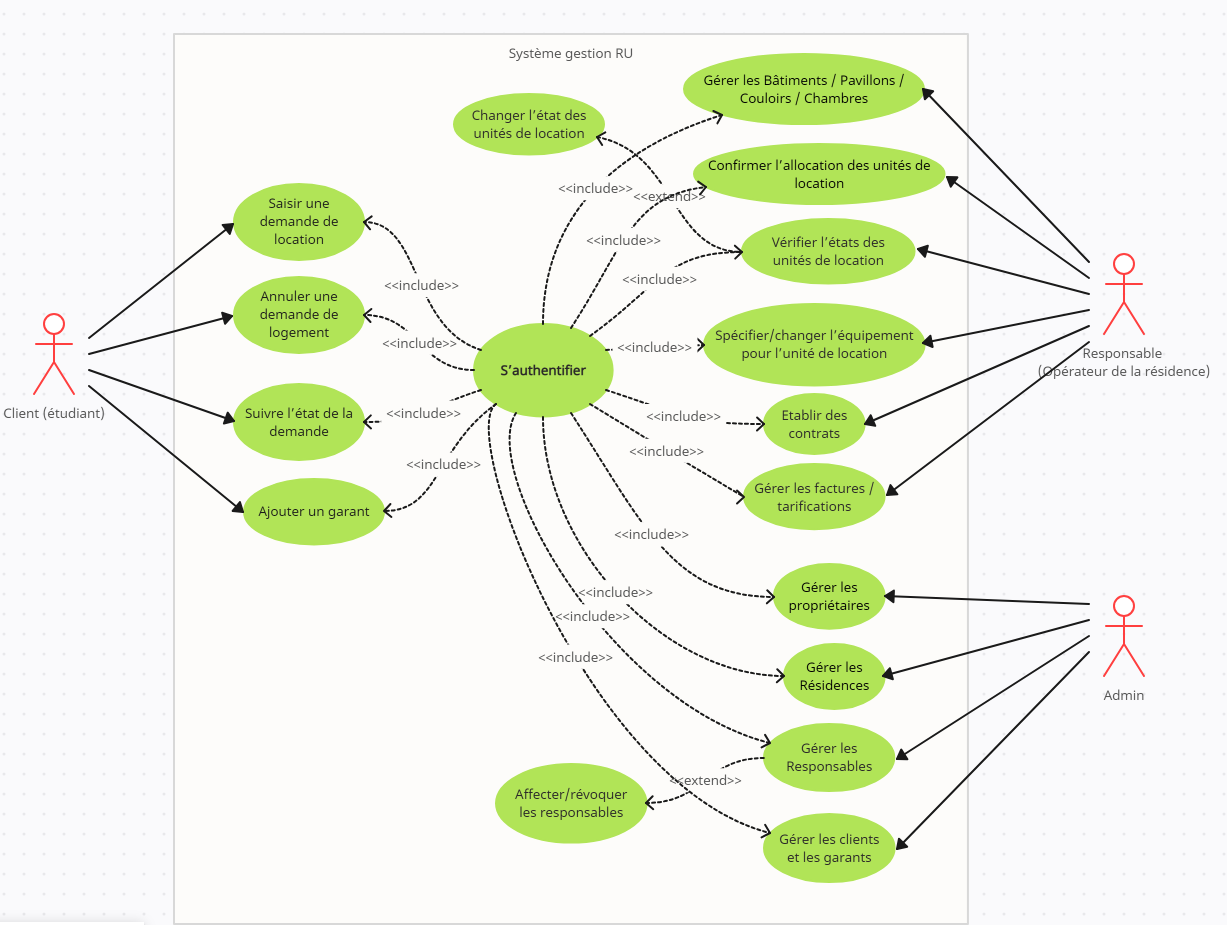 Système gestion RU
Gérer les Bâtiments / Pavillons /
Couloirs / Chambres
Changer l'état des
unités de location
Confirmer l'allocation des unités de
location
<<include>>
<<extend>>
Saisir une
demande de
location
<<include>>
Vérifier l'états des
unités de location
<<include>>
<<include>>
Annuler une
demande de
logement
<<include>>
Spécifier/changer l'équipement
pour l'unité de location
<<include>>
Responsable
(Opérateur de la résidence)
S'authentifier
Client (étudiant)
Suivre l'état de la
demande
<<include>>
<<include>>
Etablir des
contrats
<<include>>
<<include>>
Gérer les factures /
tarifications
Ajouter un garant
<<include>>
<<include>>
Gérer les
propriétaires
<<include>>
<<include>>
Gérer les
Résidences
Admin
Gérer les
Responsables
<<extend>>
Affecter/révoquer
les responsables
Gérer les clients
et les garants